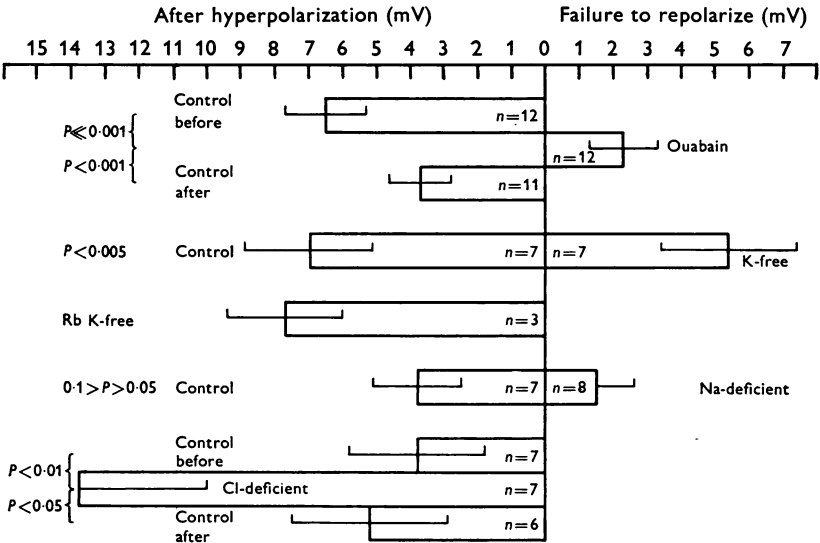 After hyperpolarization (mV) Failure to repolarize (mV)
15 14 13 12 11 10 9 8 7 6 5 4 3 2 1 0 1 2 3 4 5 6 7
Control
before
n=12
P≪0·001
Ouabain
n=12
P<0·001
Control
after
n=11
P<0·005 Control n=7 n=7
K-free
Rb K-free n=3
0·1>P>0·05 Control n=7 n=8 Na-deficient
Control
before
n=7
P<0·01
Cl-deficient n=7
P<0·05
Control
after
n=6